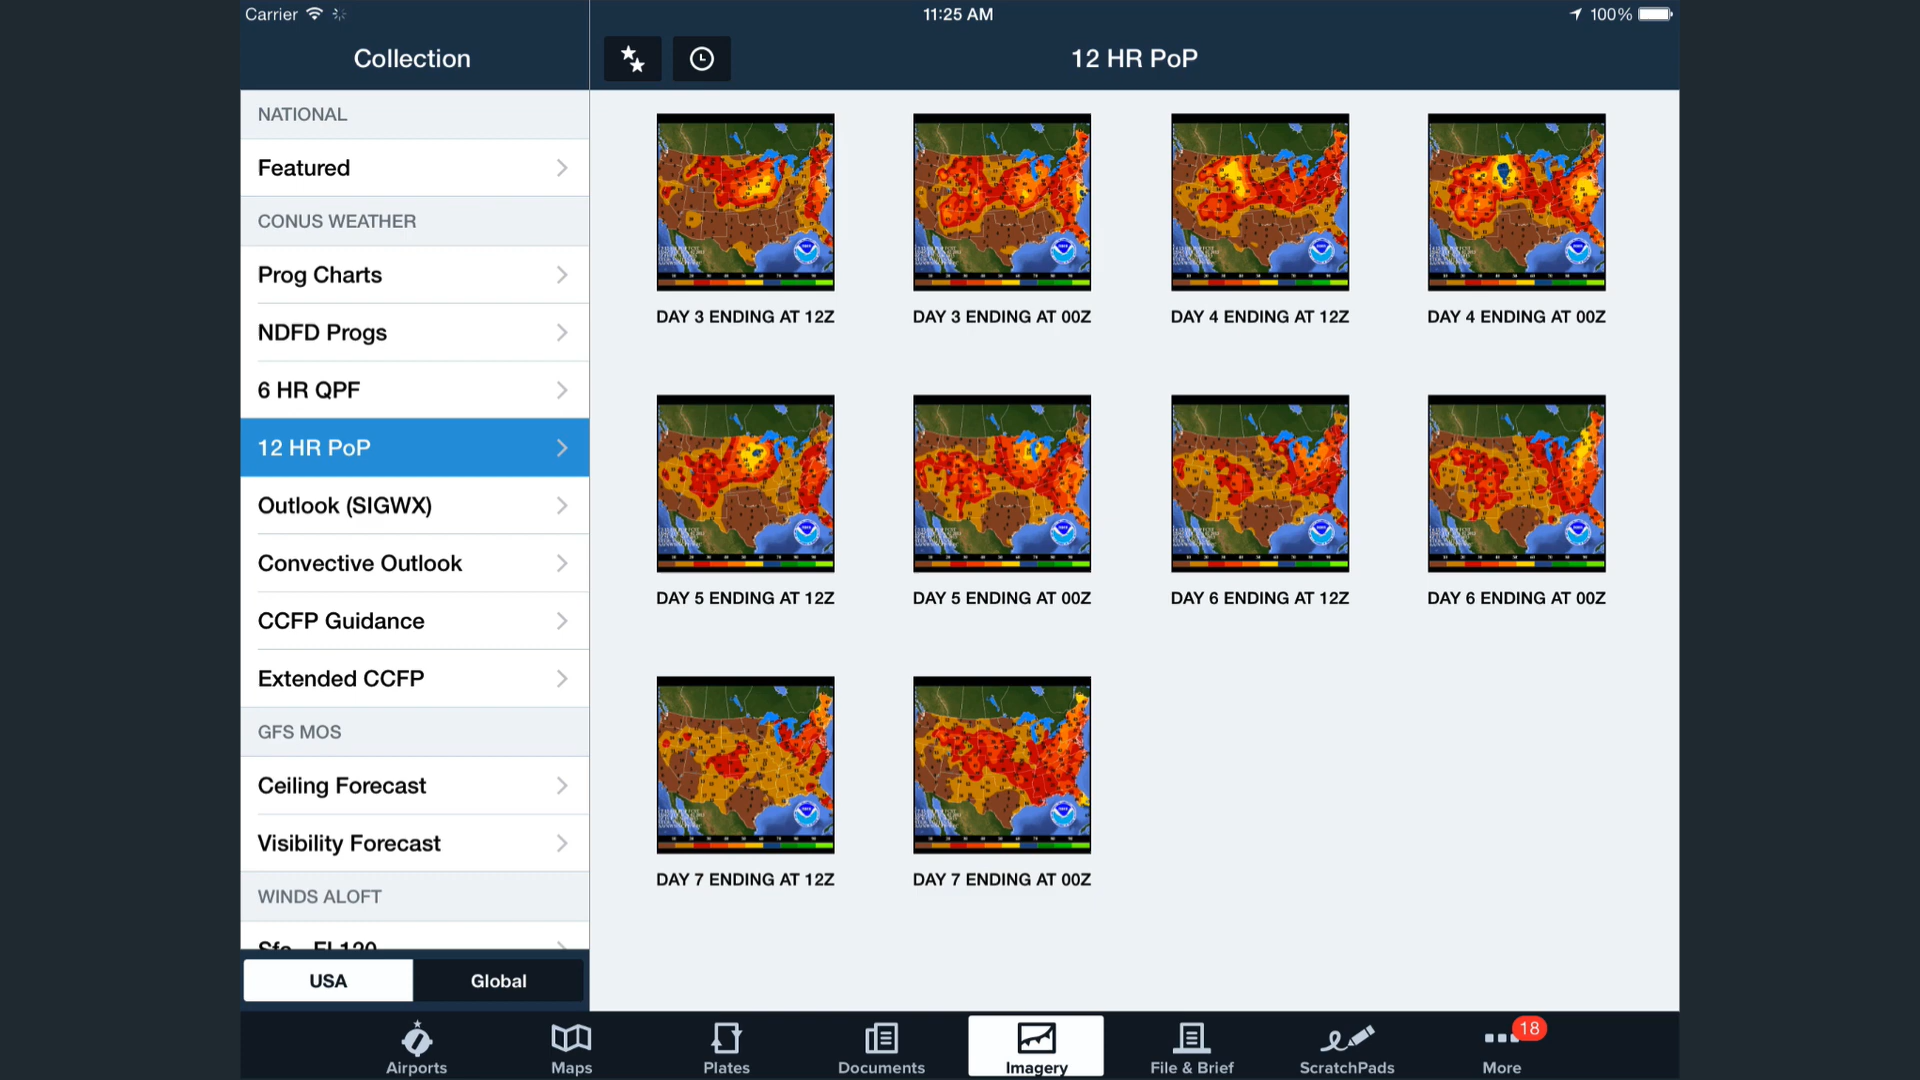 Carrier
11:25 AM
100%
Collection
12 HR PoP
NATIONAL
Featured
CONUS WEATHER
Prog Charts
NDFD Progs
6 HR QPF
12 HR PoP
Outlook (SIGWX)
Convective Outlook
CCFP Guidance
Extended CCFP
GFS MOS
Ceiling Forecast
Visibility Forecast
WINDS ALOFT
Sfc - FL120
USA
Global
DAY 3 ENDING AT 12Z
DAY 3 ENDING AT 00Z
DAY 4 ENDING AT 12Z
DAY 4 ENDING AT 00Z
DAY 5 ENDING AT 12Z
DAY 5 ENDING AT 00Z
DAY 6 ENDING AT 12Z
DAY 6 ENDING AT 00Z
DAY 7 ENDING AT 12Z
DAY 7 ENDING AT 00Z
Airports
Maps
Plates
Documents
Imagery
File & Brief
ScratchPads
18
More